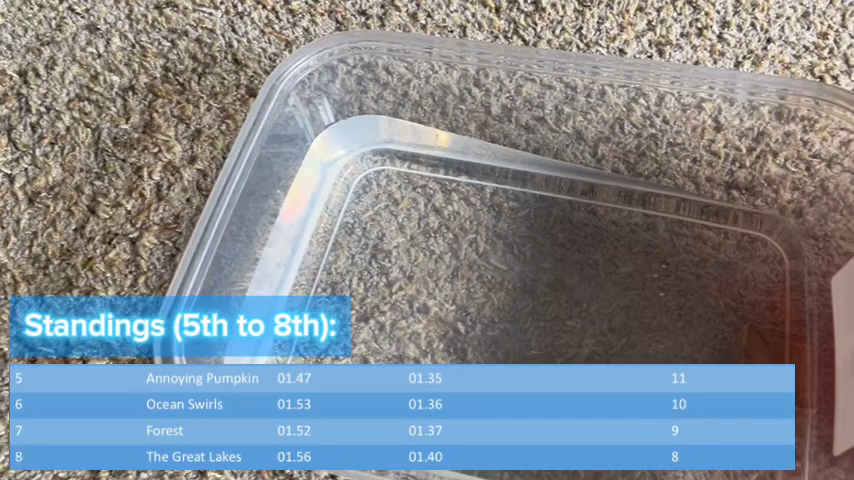 Standings (5th to 8th):
5 Annoying Pumpkin 01.47 01.35 11
6 Ocean Swirls 01.53 01.36 10
7 Forest 01.52 01.37 9
8 The Great Lakes 01.56 01.40 8